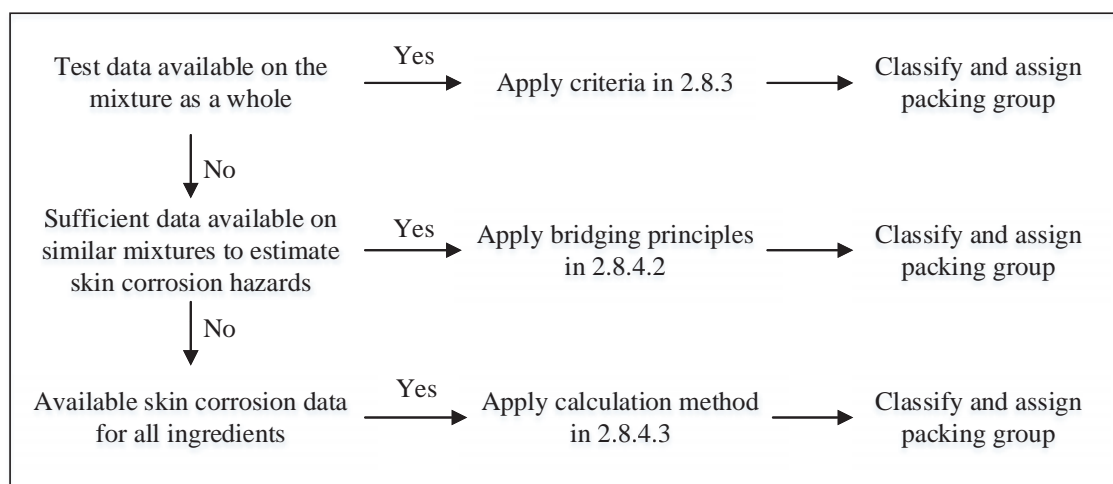 Test data available on the
mixture as a whole
Yes
Apply criteria in 2.8.3
Classify and assign
packing group
No
Sufficient data available on
similar mixtures to estimate
skin corrosion hazards
Yes
Apply bridging principles
in 2.8.4.2
Classify and assign
packing group
No
Available skin corrosion data
for all ingredients
Yes
Apply calculation method
in 2.8.4.3
Classify and assign
packing group